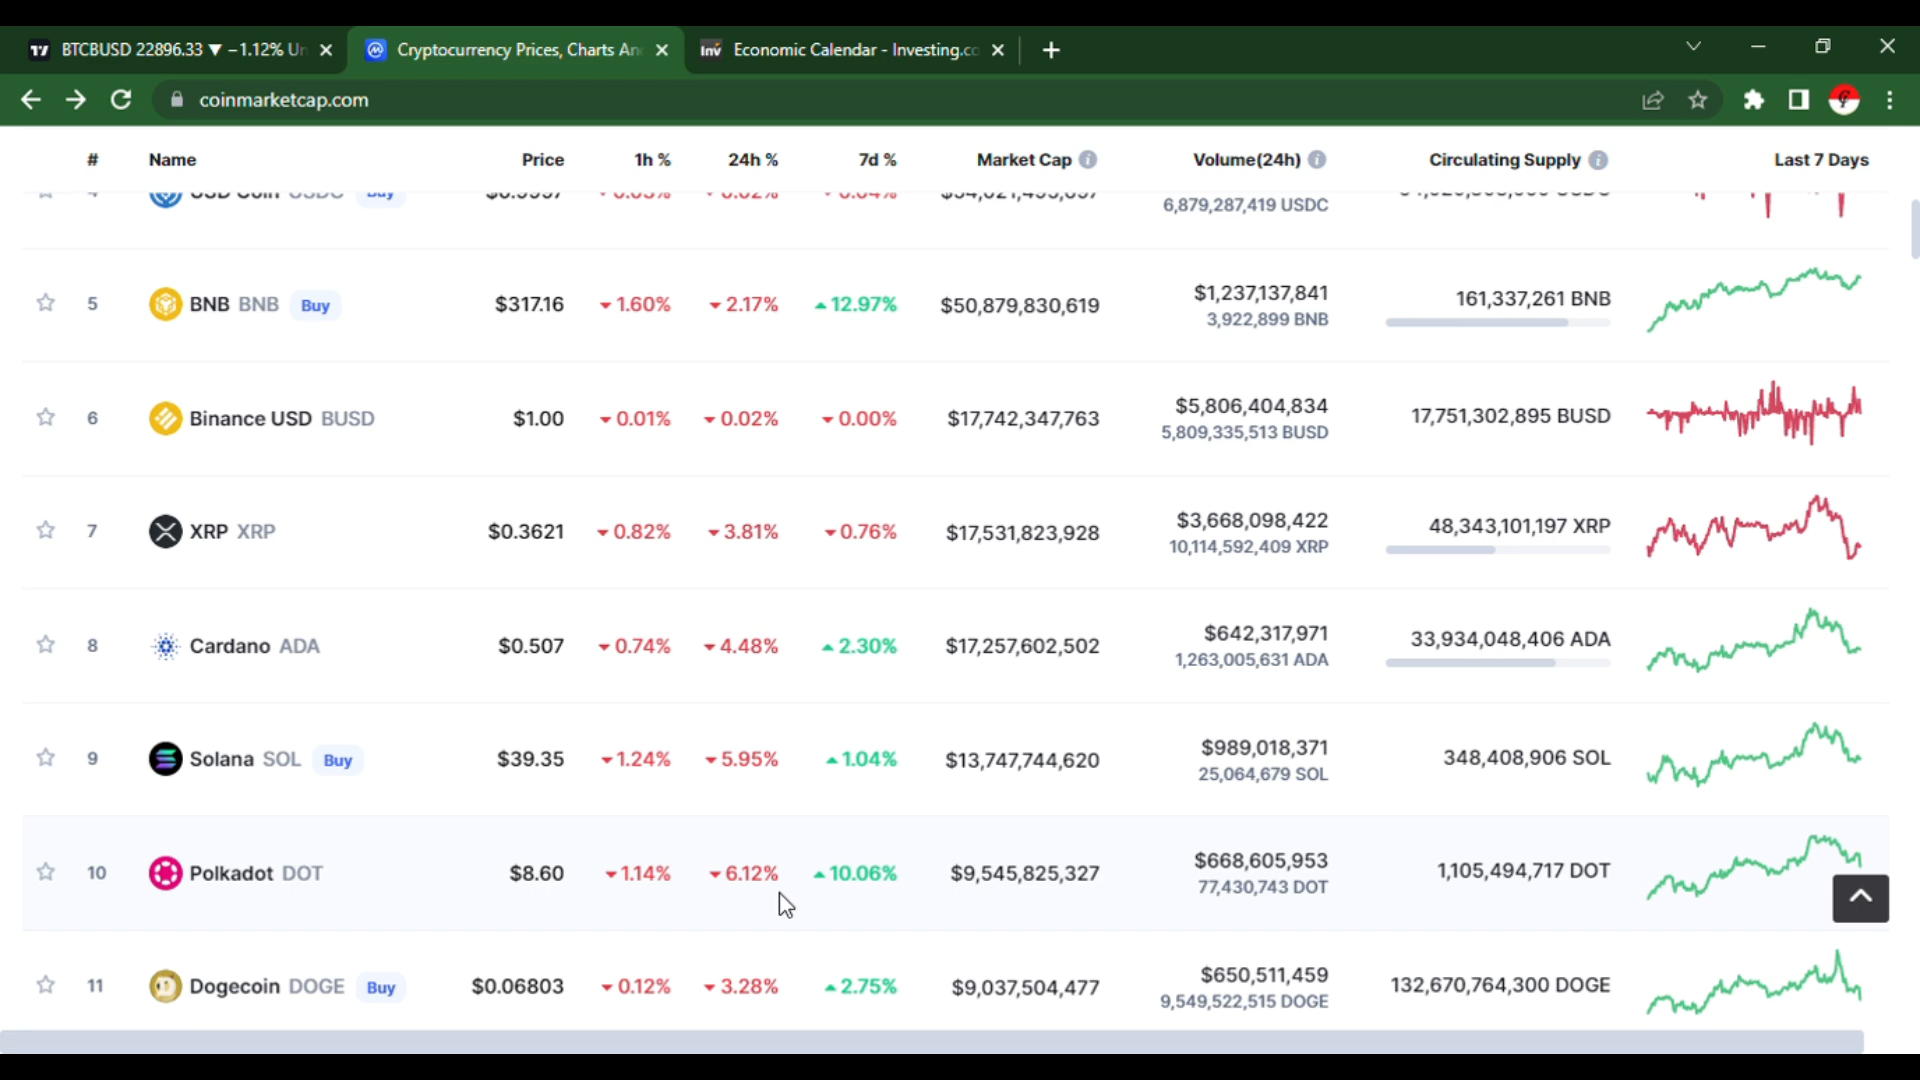 BTCBUSD 22896.33 ▼ −1.12% Un
Cryptocurrency Prices, Charts An
Economic Calendar - Investing.co
coinmarketcap.com
# Name Price 1h % 24h % 7d % Market Cap Volume(24h) Circulating Supply Last 7 Days
6,879,287,419 USDC
5 BNB BNB Buy $317.16 1.60% 2.17% 12.97% $50,879,830,619 $1,237,137,841 161,337,261 BNB
3,922,899 BNB
6 Binance USD BUSD $1.00 0.01% 0.02% 0.00% $17,742,347,763 $5,806,404,834 17,751,302,895 BUSD
5,809,335,513 BUSD
7 XRP XRP $0.3621 0.82% 3.81% 0.76% $17,531,823,928 $3,668,098,422 48,343,101,197 XRP
10,114,592,409 XRP
8 Cardano ADA $0.507 0.74% 4.48% 2.30% $17,257,602,502 $642,317,971 33,934,048,406 ADA
1,263,005,631 ADA
9 Solana SOL Buy $39.35 1.24% 5.95% 1.04% $13,747,744,620 $989,018,371 348,408,906 SOL
25,064,679 SOL
10 Polkadot DOT $8.60 1.14% 6.12% 10.06% $9,545,825,327 $668,605,953 1,105,494,717 DOT
77,430,743 DOT
11 Dogecoin DOGE Buy $0.06803 0.12% 3.28% 2.75% $9,037,504,477 $650,511,459 132,670,764,300 DOGE
9,549,522,515 DOGE